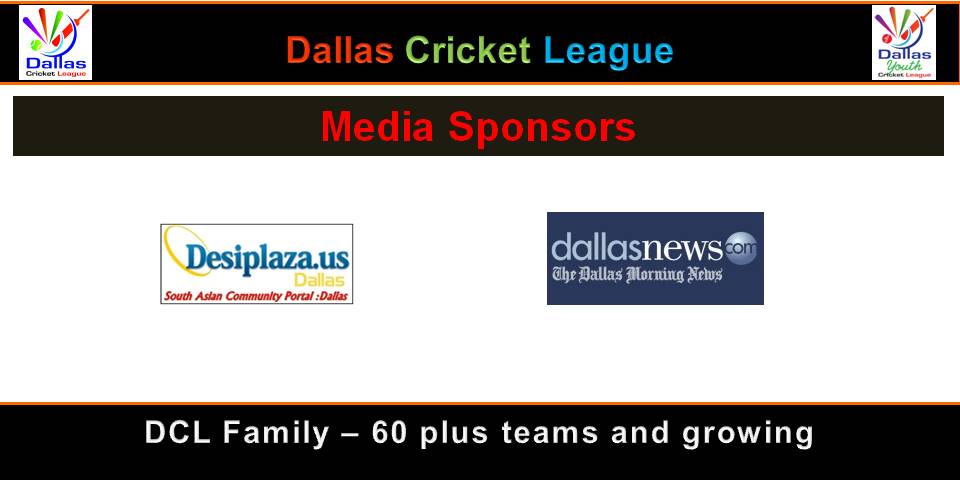 Dallas
Cricket League
Dallas Cricket League
Dallas
Youth
Cricket League
Media Sponsors
Desiplaza.us
Dallas
South Asian Community Portal :Dallas
dallasnews.com
The Dallas Morning News
DCL Family – 60 plus teams and growing